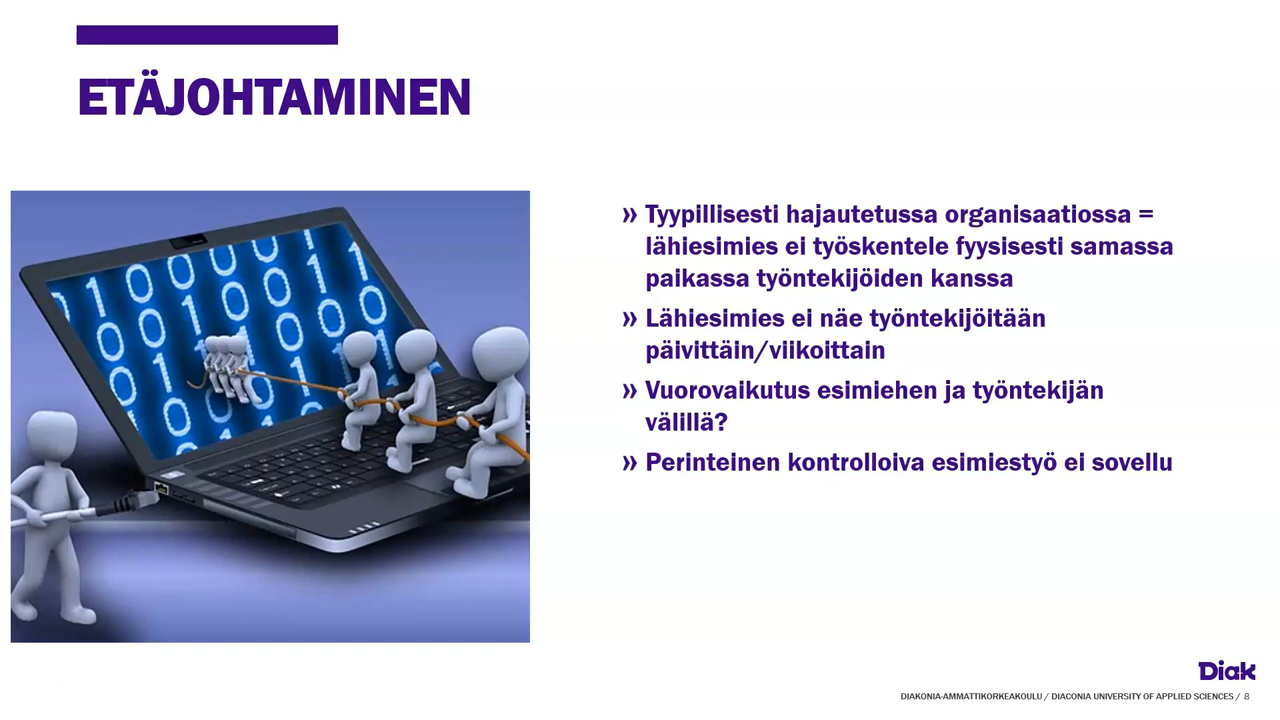 ETÄJOHTAMINEN
» Tyypillisesti hajautetussa organisaatiossa =
lähiesimies ei työskentele fyysisesti samassa
paikassa työntekijöiden kanssa
» Lähiesimies ei näe työntekijöitään
päivittäin/viikoittain
» Vuorovaikutus esimiehen ja työntekijän
välillä?
» Perinteinen kontrolloiva esimiestyö ei sovellu
Diak
DIAKONIA-AMMATTIKORKEAKOULU / DIACONIA UNIVERSITY OF APPLIED SCIENCES / 8